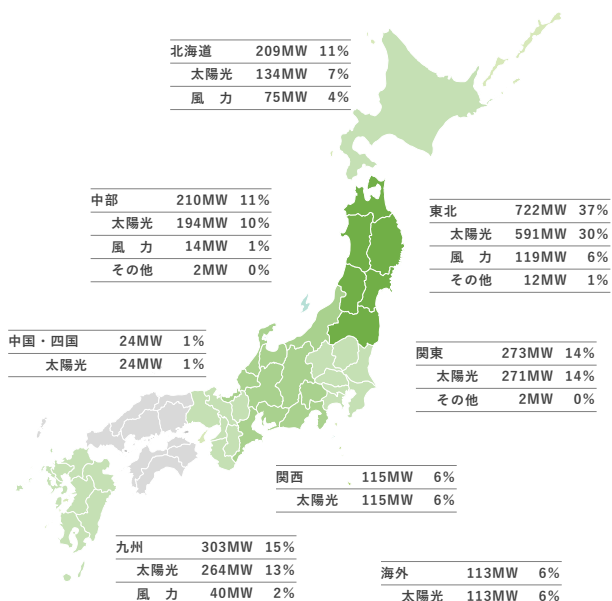 北海道 209MW 11%
太陽光 134MW 7%
風 力 75MW 4%
中部 210MW 11%
太陽光 194MW 10%
風 力 14MW 1%
その他 2MW 0%
東北 722MW 37%
太陽光 591MW 30%
風 力 119MW 6%
その他 12MW 1%
中国・四国 24MW 1%
太陽光 24MW 1%
関東 273MW 14%
太陽光 271MW 14%
その他 2MW 0%
関西 115MW 6%
太陽光 115MW 6%
九州 303MW 15%
太陽光 264MW 13%
風 力 40MW 2%
海外 113MW 6%
太陽光 113MW 6%